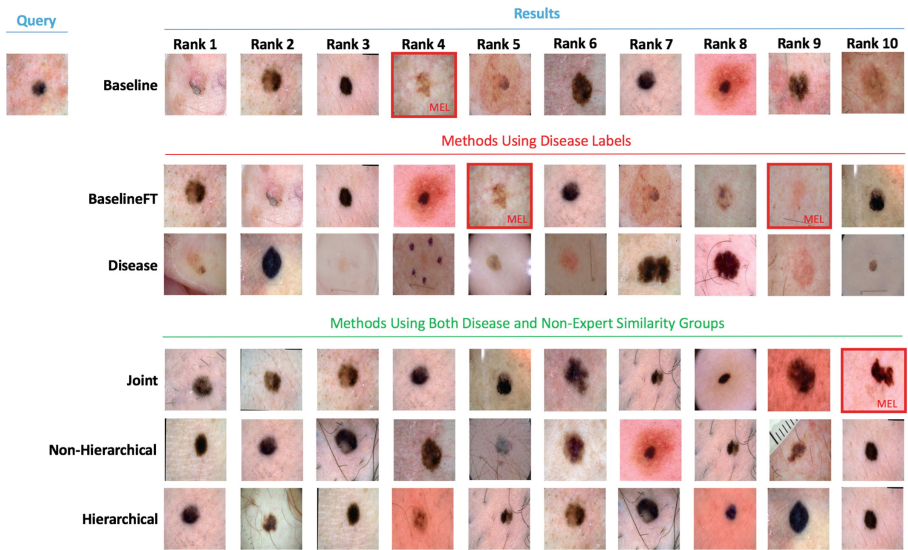 Query
Results
Rank 1 Rank 2 Rank 3 Rank 4 Rank 5 Rank 6 Rank 7 Rank 8 Rank 9 Rank 10
Baseline
MEL
Methods Using Disease Labels
BaselineFT
MEL MEL
Disease
Methods Using Both Disease and Non-Expert Similarity Groups
Joint
MEL
Non-Hierarchical
Hierarchical